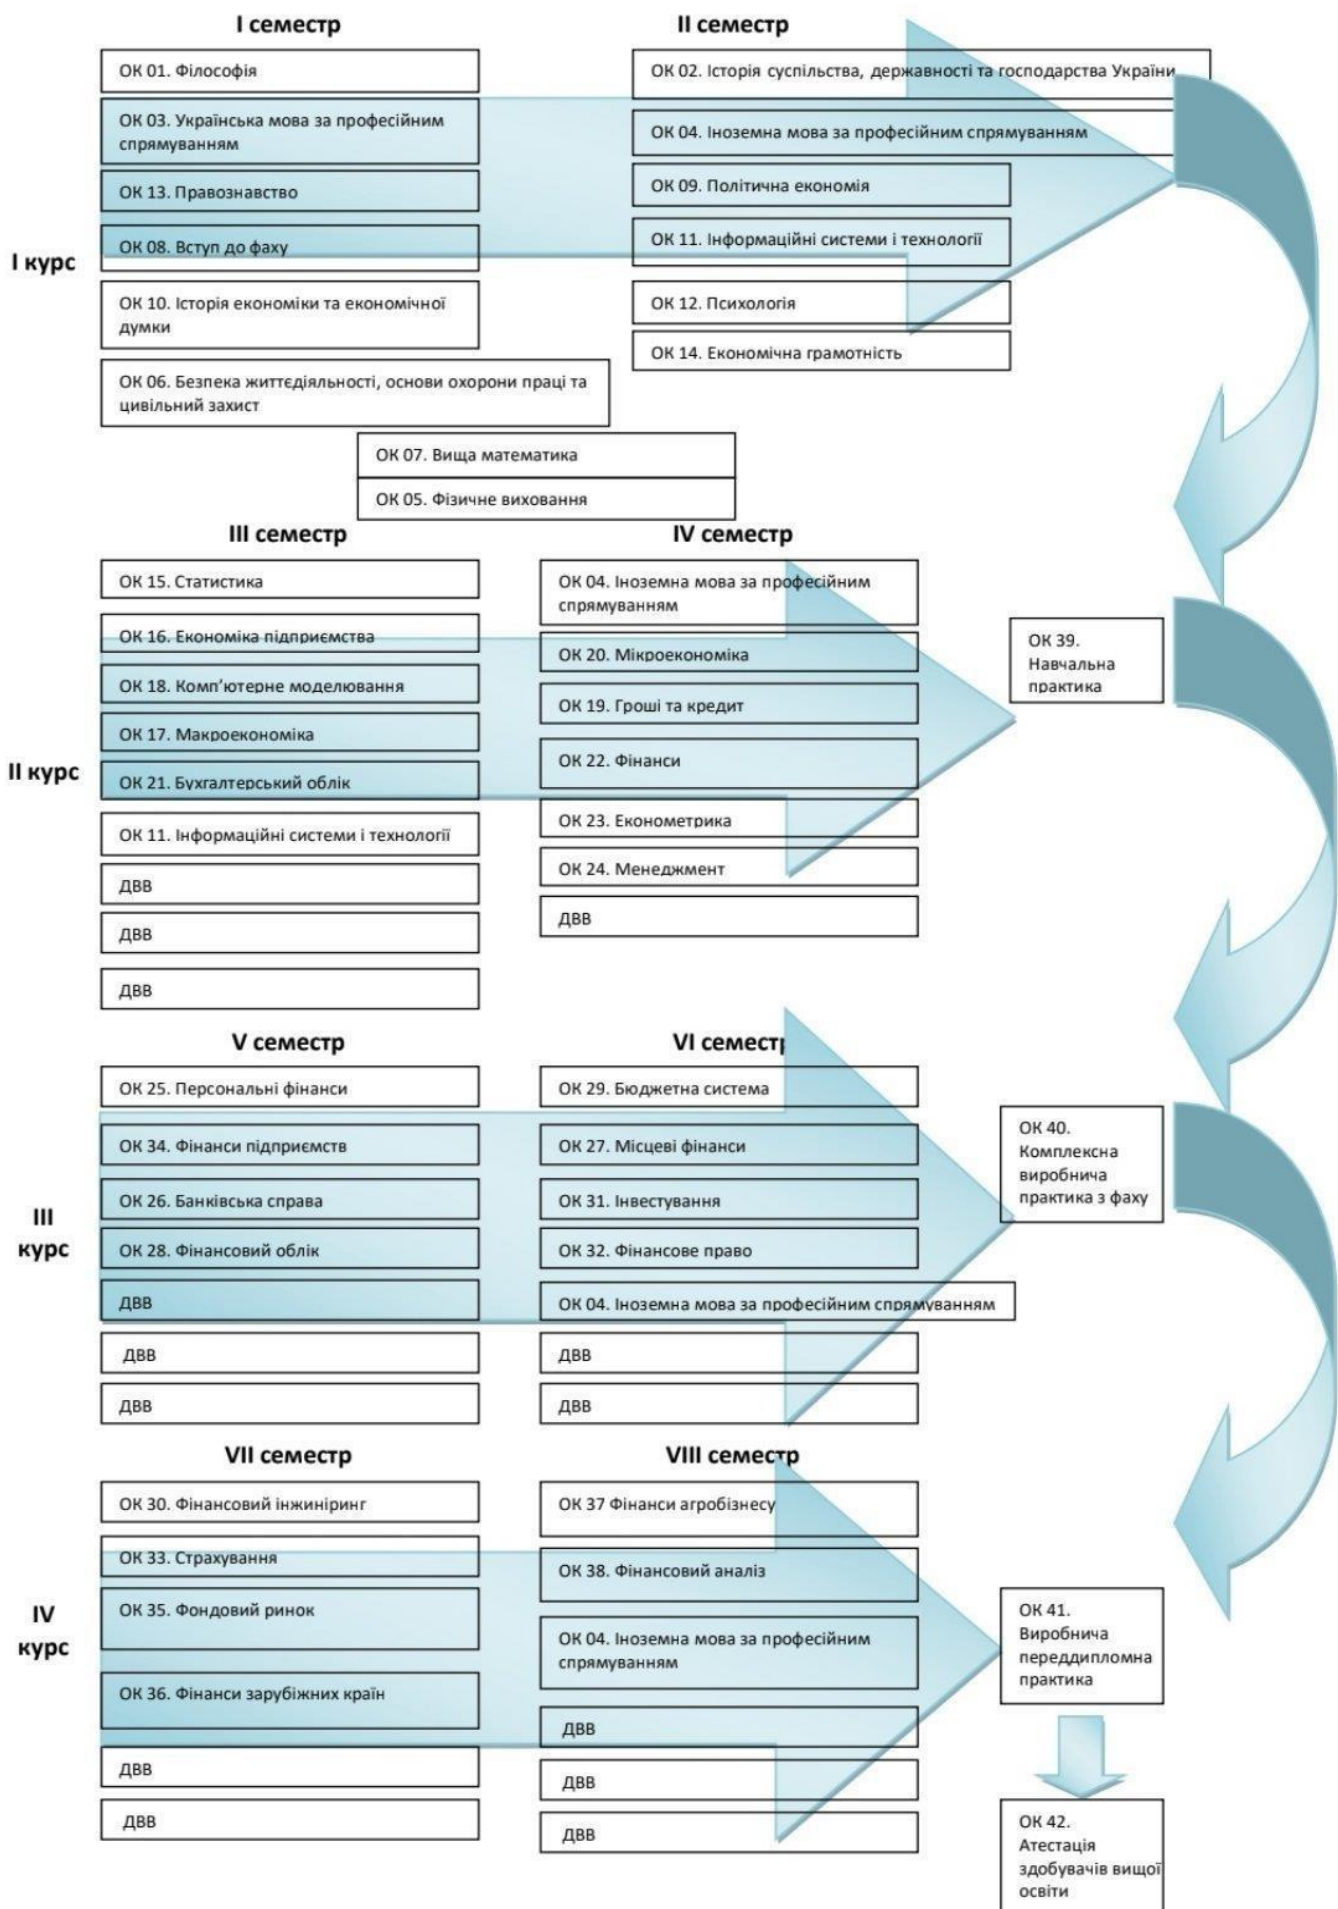 I семестр
II семестр
ОК 01. Філософія
ОК 03. Українська мова за професійним
спрямуванням
ОК 13. Правознавство
ОК 08. Вступ до фаху
ОК 10. Історія економіки та економічної
думки
ОК 06. Безпека життєдіяльності, основи охорони праці та
цивільний захист
ОК 02. Історія суспільства, державності та господарства України
ОК 04. Іноземна мова за професійним спрямуванням
ОК 09. Політична економія
ОК 11. Інформаційні системи і технології
ОК 12. Психологія
ОК 14. Економічна грамотність
I курс
ОК 07. Вища математика
ОК 05. Фізичне виховання
III семестр
IV семестр
ОК 15. Статистика
ОК 16. Економіка підприємства
ОК 18. Комп’ютерне моделювання
ОК 17. Макроекономіка
ОК 21. Бухгалтерський облік
ОК 11. Інформаційні системи і технології
ДВВ
ДВВ
ДВВ
ОК 04. Іноземна мова за професійним
спрямуванням
ОК 20. Мікроекономіка
ОК 19. Гроші та кредит
ОК 22. Фінанси
ОК 23. Економетрика
ОК 24. Менеджмент
ДВВ
ОК 39.
Навчальна
практика
II курс
V семестр
VI семестр
ОК 25. Персональні фінанси
ОК 34. Фінанси підприємств
ОК 26. Банківська справа
ОК 28. Фінансовий облік
ДВВ
ДВВ
ДВВ
ОК 29. Бюджетна система
ОК 27. Місцеві фінанси
ОК 31. Інвестування
ОК 32. Фінансове право
ОК 04. Іноземна мова за професійним спрямуванням
ДВВ
ДВВ
ОК 40.
Комплексна
виробнича
практика з фаху
III
курс
VII семестр
VIII семестр
ОК 30. Фінансовий інжиніринг
ОК 33. Страхування
ОК 35. Фондовий ринок
ОК 36. Фінанси зарубіжних країн
ДВВ
ДВВ
ОК 37 Фінанси агробізнесу
ОК 38. Фінансовий аналіз
ОК 04. Іноземна мова за професійним
спрямуванням
ДВВ
ДВВ
ДВВ
IV
курс
ОК 41.
Виробнича
переддипломна
практика
ОК 42.
Атестація
здобувачів вищої
освіти